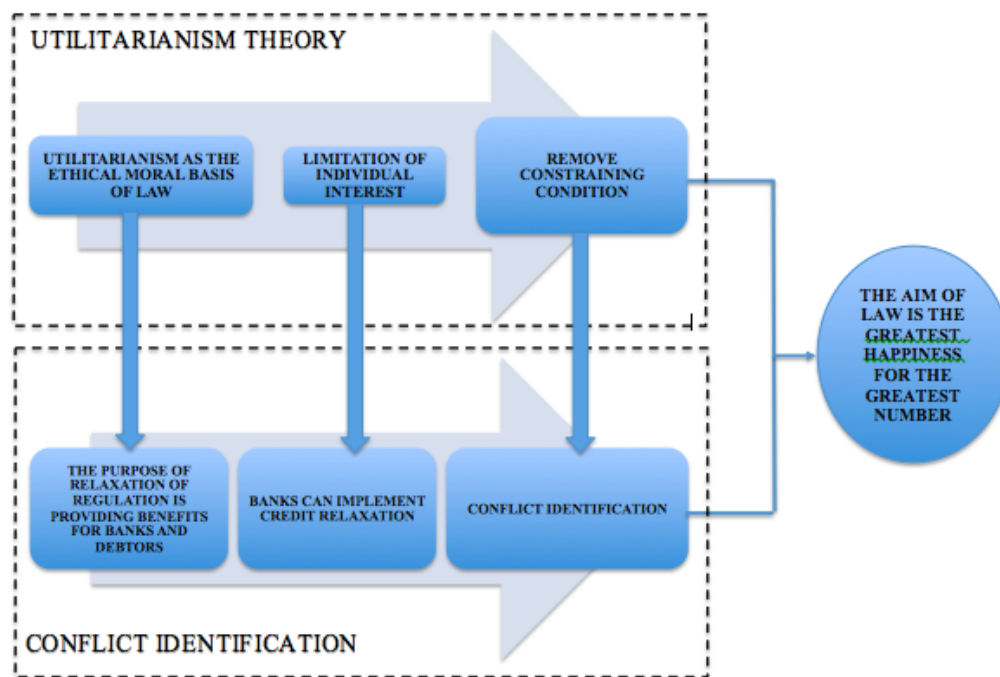 UTILITARIANISM THEORY
UTILITARIANISM AS THE
ETHICAL MORAL BASIS
OF LAW
LIMITATION OF
INDIVIDUAL
INTEREST
REMOVE
CONSTRAINING
CONDITION
THE AIM OF
LAW IS THE
GREATEST
HAPPINESS
FOR THE
GREATEST
NUMBER
THE PURPOSE OF
RELAXATION OF
REGULATION IS
PROVIDING BENEFITS
FOR BANKS AND
DEBTORS
BANKS CAN IMPLEMENT
CREDIT RELAXATION
CONFLICT IDENTIFICATION
CONFLICT IDENTIFICATION